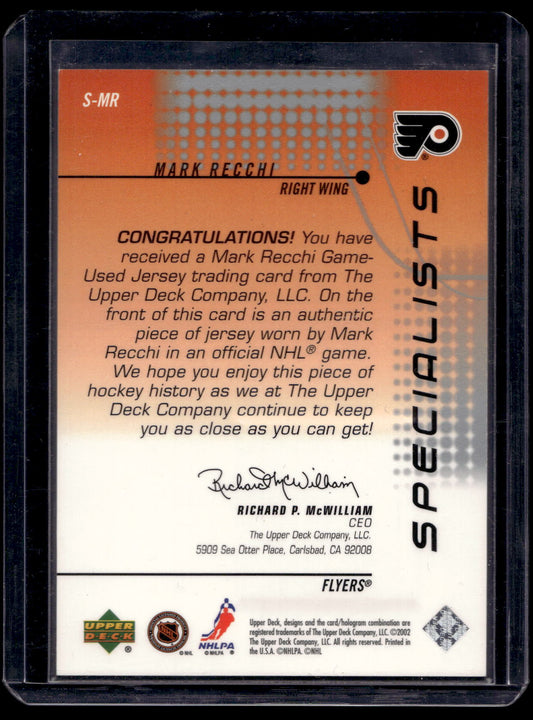 S-MR
MARK RECCHI
RIGHT WING
SPECIALISTS
CONGRATULATIONS! You have
received a Mark Recchi Game-
Used Jersey trading card from The
Upper Deck Company, LLC. On the
front of this card is an authentic
piece of jersey worn by Mark
Recchi in an official NHL® game.
We hope you enjoy this piece of
hockey history as we at The Upper
Deck Company continue to keep
you as close as you can get!
Richard McWilliam
RICHARD P. McWILLIAM
CEO
The Upper Deck Company, LLC.
5909 Sea Otter Place, Carlsbad, CA 92008
FLYERS®
UPPER
DECK®
NHL
©NHL
NHLPA
©NHLPA ®
Upper Deck, designs and the card/hologram combination are
registered trademarks of The Upper Deck Company, LLC. ©2002
The Upper Deck Company, LLC. All rights reserved. Printed in
the U.S.A. ©NHLPA. ©NHL